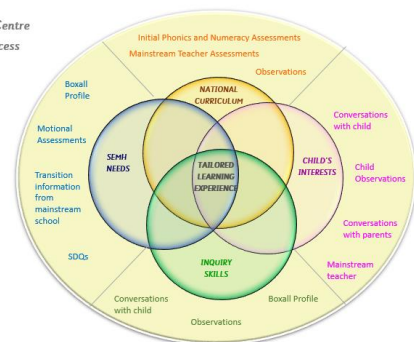 Centre
cess
Initial Phonics and Numeracy Assessments
Mainstream Teacher Assessments
Observations
Boxall
Profile
NATIONAL
CURRICULUM
Conversations
with child
Motional
Assessments
SEMH
NEEDS
TAILORED
LEARNING
EXPERIENCE
CHILD'S
INTERESTS
Child
Observations
Transition
information
from
mainstream
school
Conversations
with parents
SDQs
INQUIRY
SKILLS
Mainstream
teacher
Conversations
with child
Boxall Profile
Observations